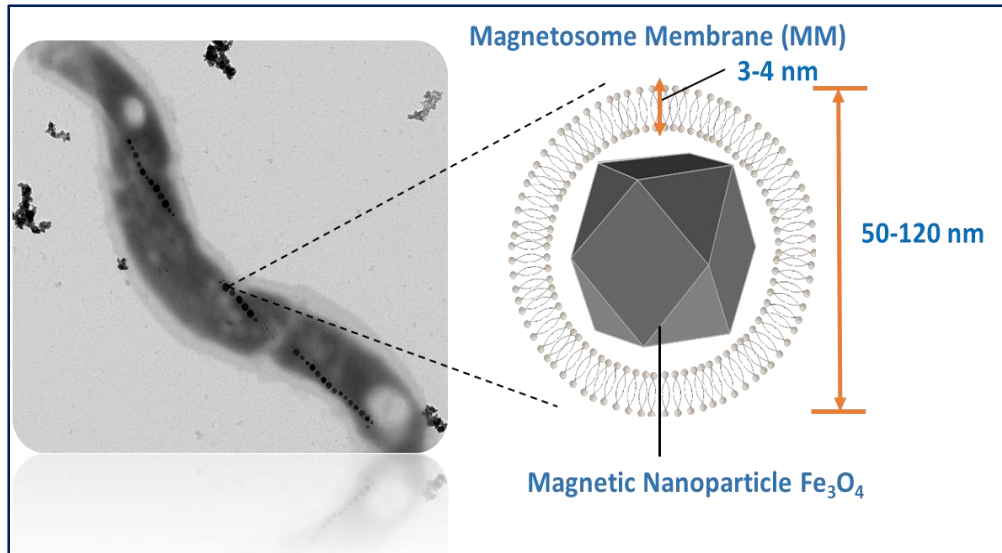 Magnetosome Membrane (MM)
3-4 nm
50-120 nm
Magnetic Nanoparticle Fe₃O₄